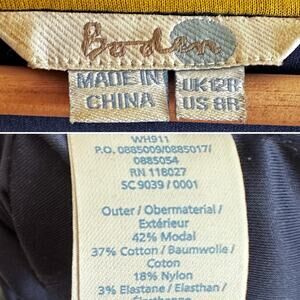 Boden
MADE IN
CHINA
UK 12R
US 8R
WH911
P.O. 0885009/0885017/
0885054
RN 118027
SC 9039 / 0001
Outer / Obermaterial /
Extérieur
42% Modal
37% Cotton / Baumwolle /
Coton
18% Nylon
3% Elastane / Elasthan /
Élasthanne